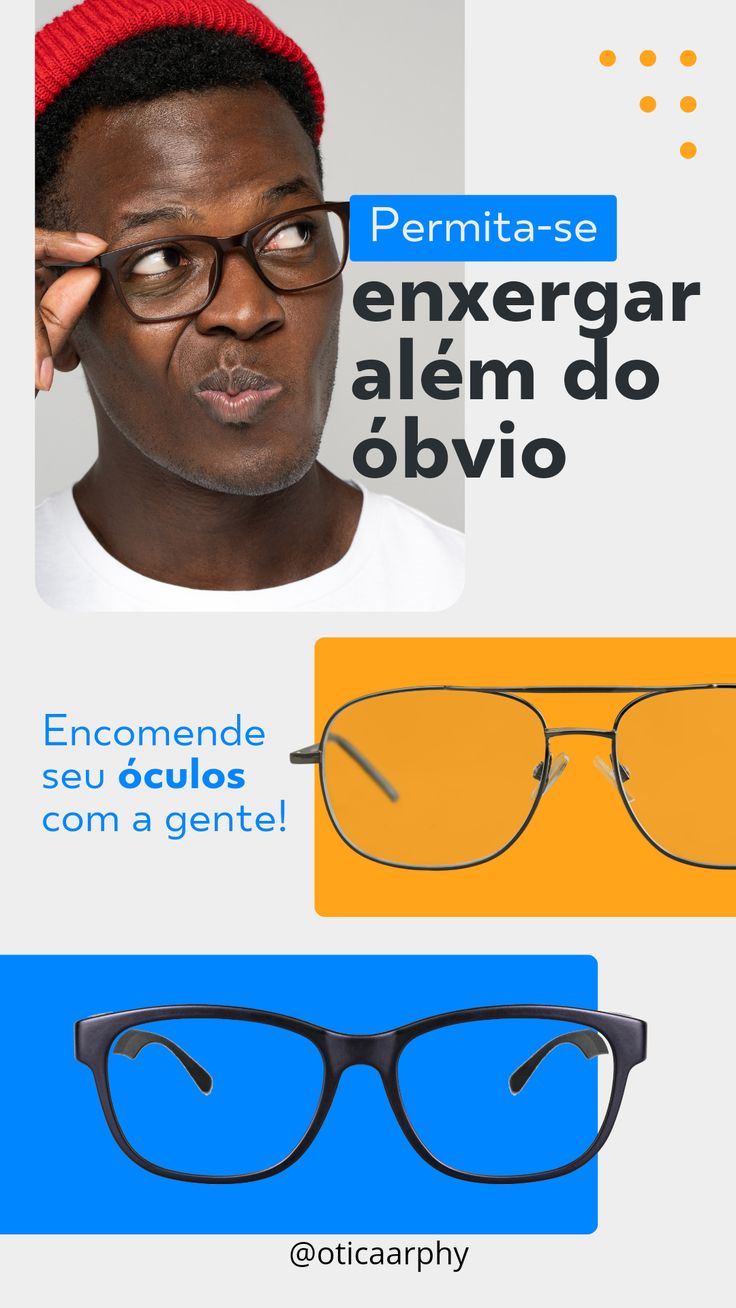 Permita-se
enxergar
além do
óbvio
Encomende
seu óculos
com a gente!
@oticaarphy